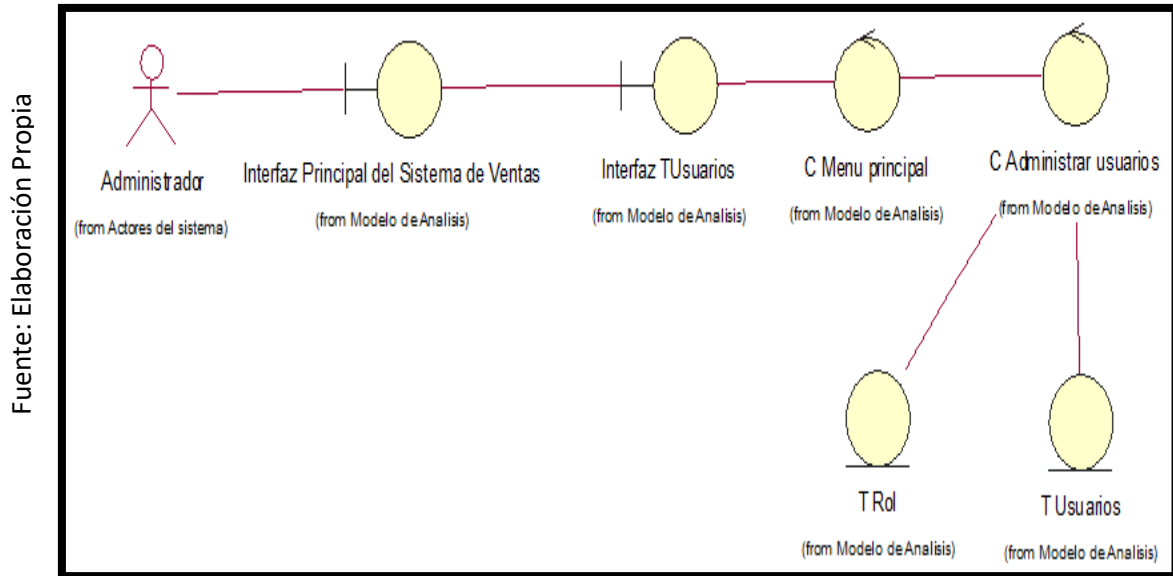 Fuente: Elaboración Propia
Administrador
(from Actores del sistema)
Interfaz Principal del Sistema de Ventas
(from Modelo de Analisis)
Interfaz TUsuarios
(from Modelo de Analisis)
C Menu principal
(from Modelo de Analisis)
C Administrar usuarios
(from Modelo de Analisis)
T Rol
(from Modelo de Analisis)
T Usuarios
(from Modelo de Analisis)